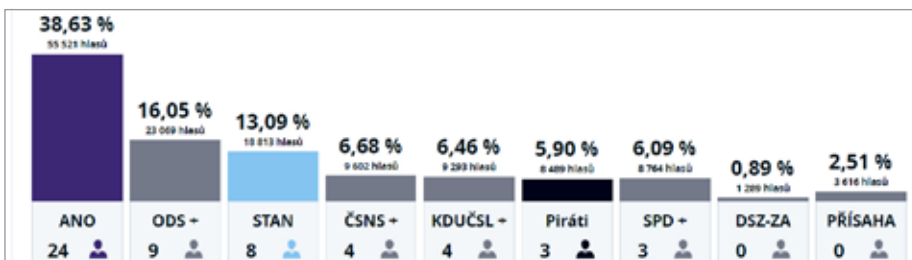 38,63 %
55 521 hlasů
16,05 %
23 069 hlasů
13,09 %
18 813 hlasů
6,68 %
9 602 hlasů
6,46 %
9 293 hlasů
5,90 %
8 489 hlasů
6,09 %
8 764 hlasů
0,89 %
1 289 hlasů
2,51 %
3 616 hlasů
ANO ODS + STAN ČSNS + KDUČSL + Piráti SPD + DSZ-ZA PŘÍSAHA
24 9 8 4 4 3 3 0 0